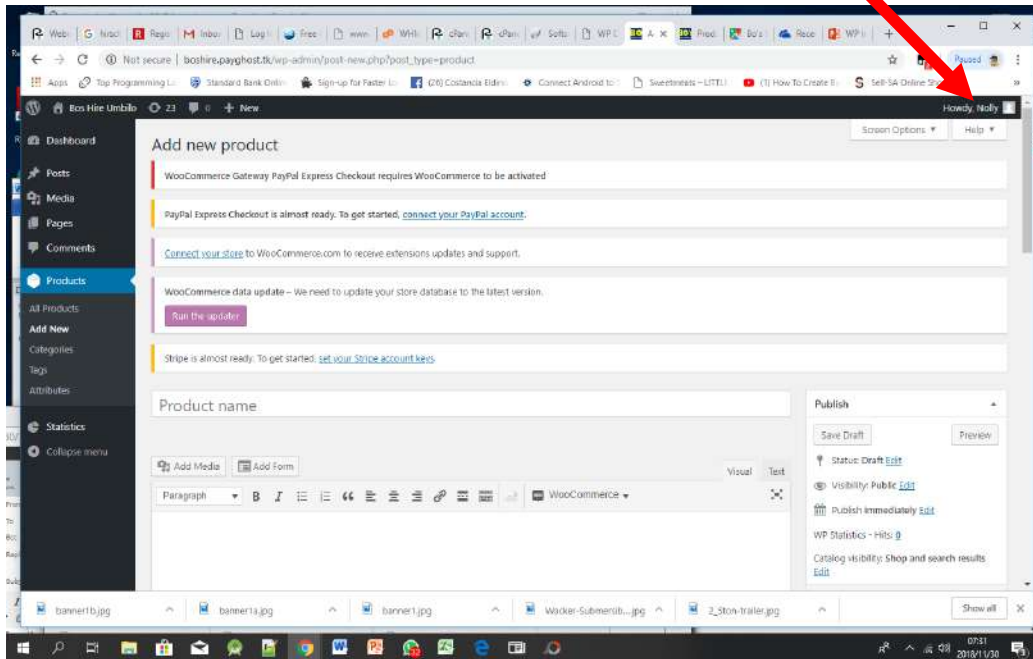 Not secure | boshire.payghost.tk/wp-admin/post-new.php?post_type=product
Paused
Apps Top Programming La Standard Bank Onlin Sign-up for Faster Lo (26) Costancia Eldin Connect Android to Sweetmeats – LITTLE (1) How To Create Sell-SA Online
Bos Hire Umbilo 23 0 + New Howdy, Nolly
Screen Options Help
Dashboard
Posts
Media
Pages
Comments
Products
All Products
Add New
Categories
Tags
Attributes
Statistics
Collapse menu
Add new product
WooCommerce Gateway PayPal Express Checkout requires WooCommerce to be activated
PayPal Express Checkout is almost ready. To get started, connect your PayPal account.
Connect your store to WooCommerce.com to receive extensions updates and support.
WooCommerce data update – We need to update your store database to the latest version.
Run the updater
Stripe is almost ready. To get started, set your Stripe account keys.
Product name
Add Media Add Form
Visual Text
Paragraph B I WooCommerce
Publish
Save Draft Preview
Status: Draft Edit
Visibility: Public Edit
Publish immediately Edit
WP Statistics - Hits: 0
Catalog visibility: Shop and search results
Edit
banner1b.jpg banner1a.jpg banner1.jpg Wacker-Submersib....jpg 2_5ton-trailer.jpg Show all
07:31
2018/11/30